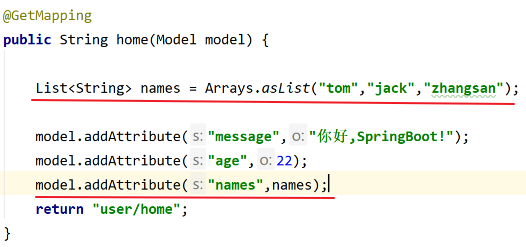 @GetMapping
public String home(Model model) {
List<String> names = Arrays.asList("tom","jack","zhangsan");
model.addAttribute( s: "message", o: "你好,SpringBoot!");
model.addAttribute( s: "age", o: 22);
model.addAttribute( s: "names",names);
return "user/home";
}